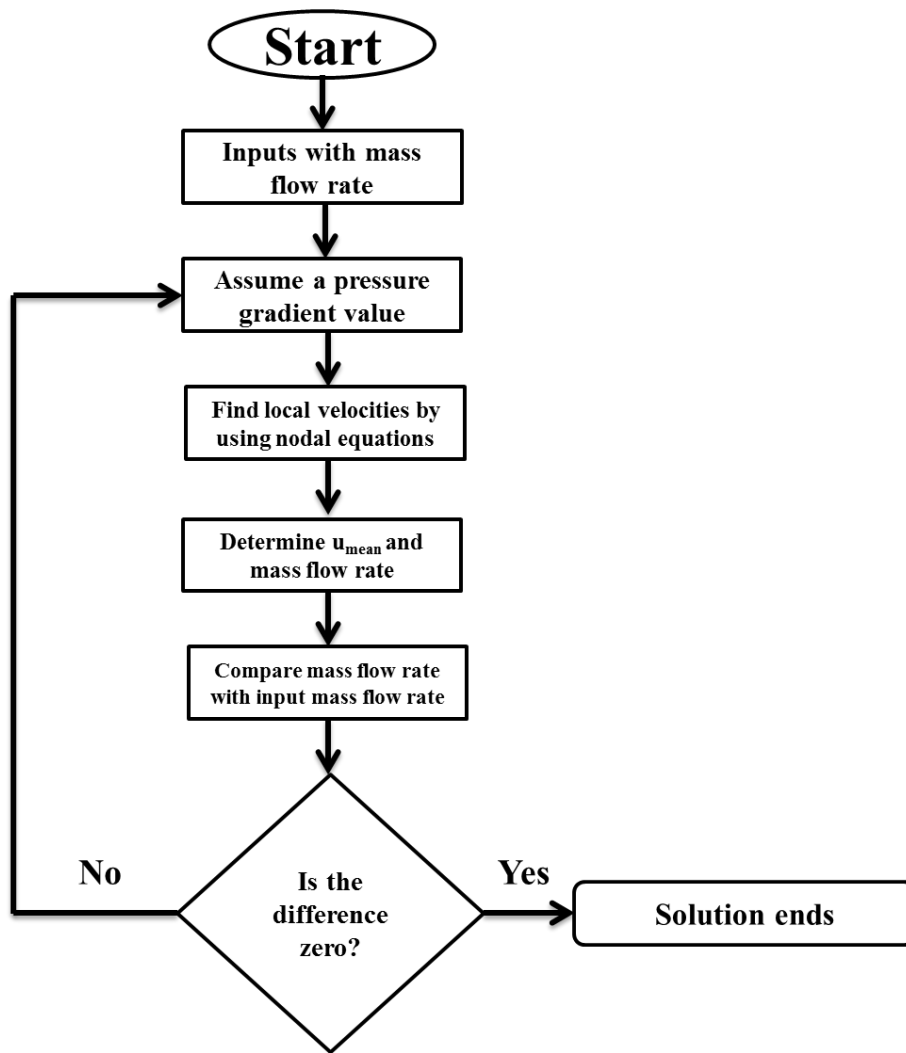 Start
Inputs with mass
flow rate
Assume a pressure
gradient value
Find local velocities by
using nodal equations
Determine umean and
mass flow rate
Compare mass flow rate
with input mass flow rate
No
Yes
Is the
difference
zero?
Solution ends